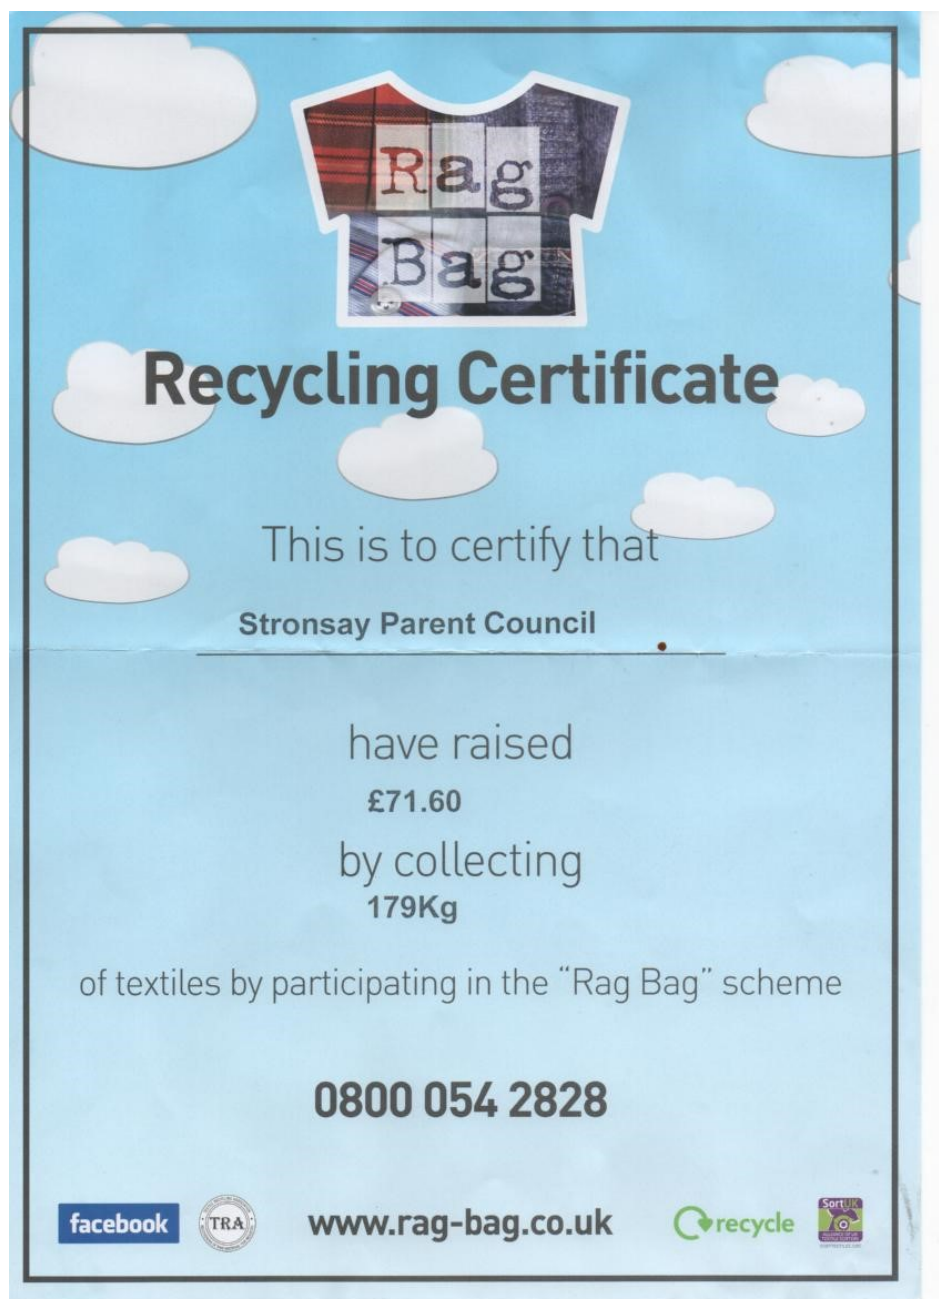 Rag
Bag
Recycling Certificate
This is to certify that
Stronsay Parent Council
have raised
£71.60
by collecting
179Kg
of textiles by participating in the “Rag Bag” scheme
0800 054 2828
facebook
TRA
www.rag-bag.co.uk
recycle
SortUK